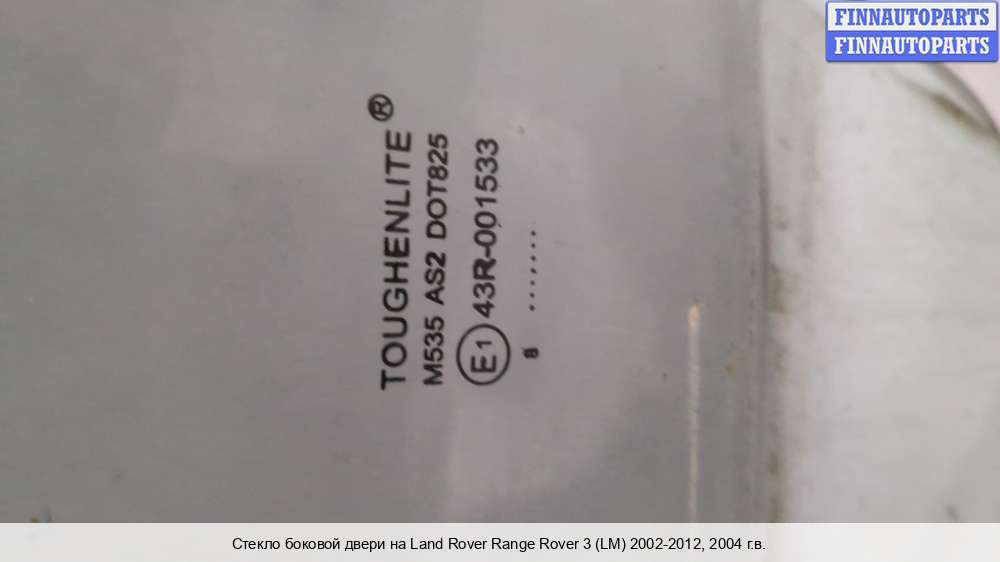 FINNAUTOPARTS
FINNAUTOPARTS
TOUGHENLITE®
M535 AS2 DOT825
E1 43R-001533
8 .......
Стекло боковой двери на Land Rover Range Rover 3 (LM) 2002-2012, 2004 г.в.